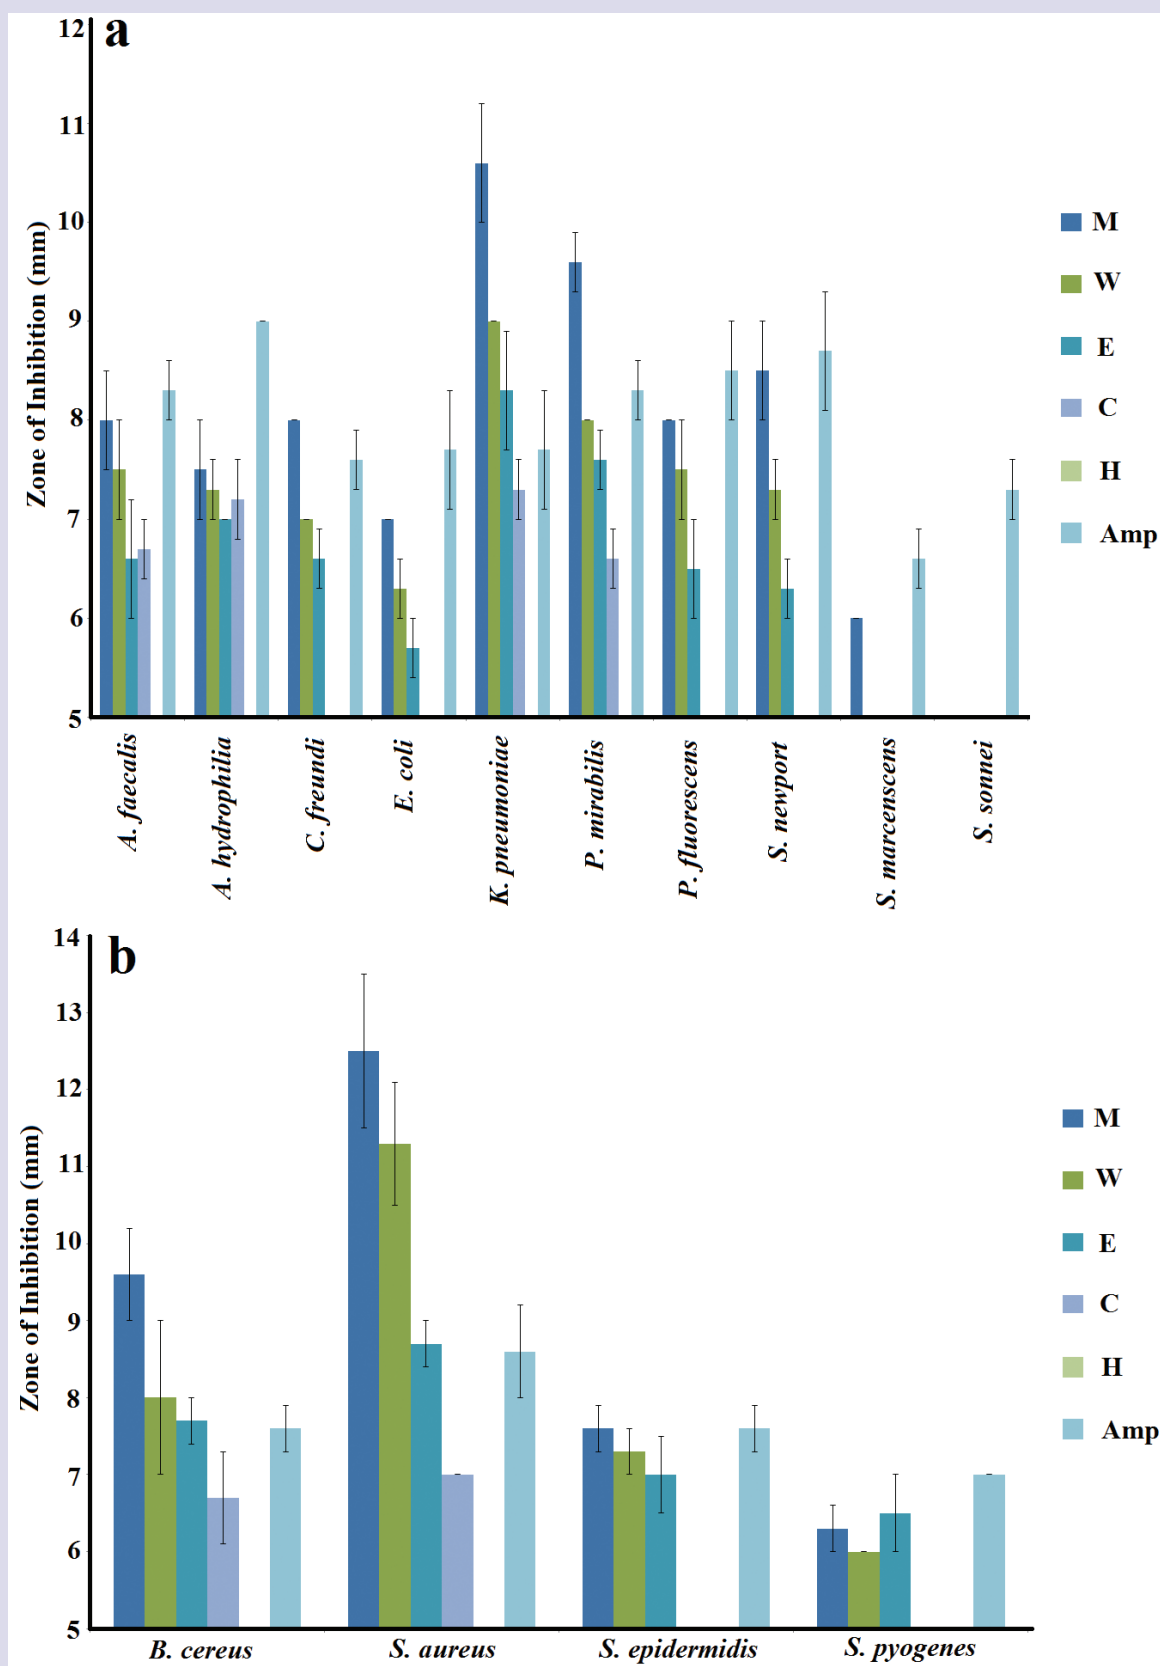 a
12
11
10
9
8
7
6
5
Zone of Inhibition (mm)
A. faecalis
A. hydrophilia
C. freundi
E. coli
K. pneumoniae
P. mirabilis
P. fluorescens
S. newport
S. marcenscens
S. sonnei
M
W
E
C
H
Amp
b
14
13
12
11
10
9
8
7
6
5
Zone of Inhibition (mm)
B. cereus
S. aureus
S. epidermidis
S. pyogenes
M
W
E
C
H
Amp